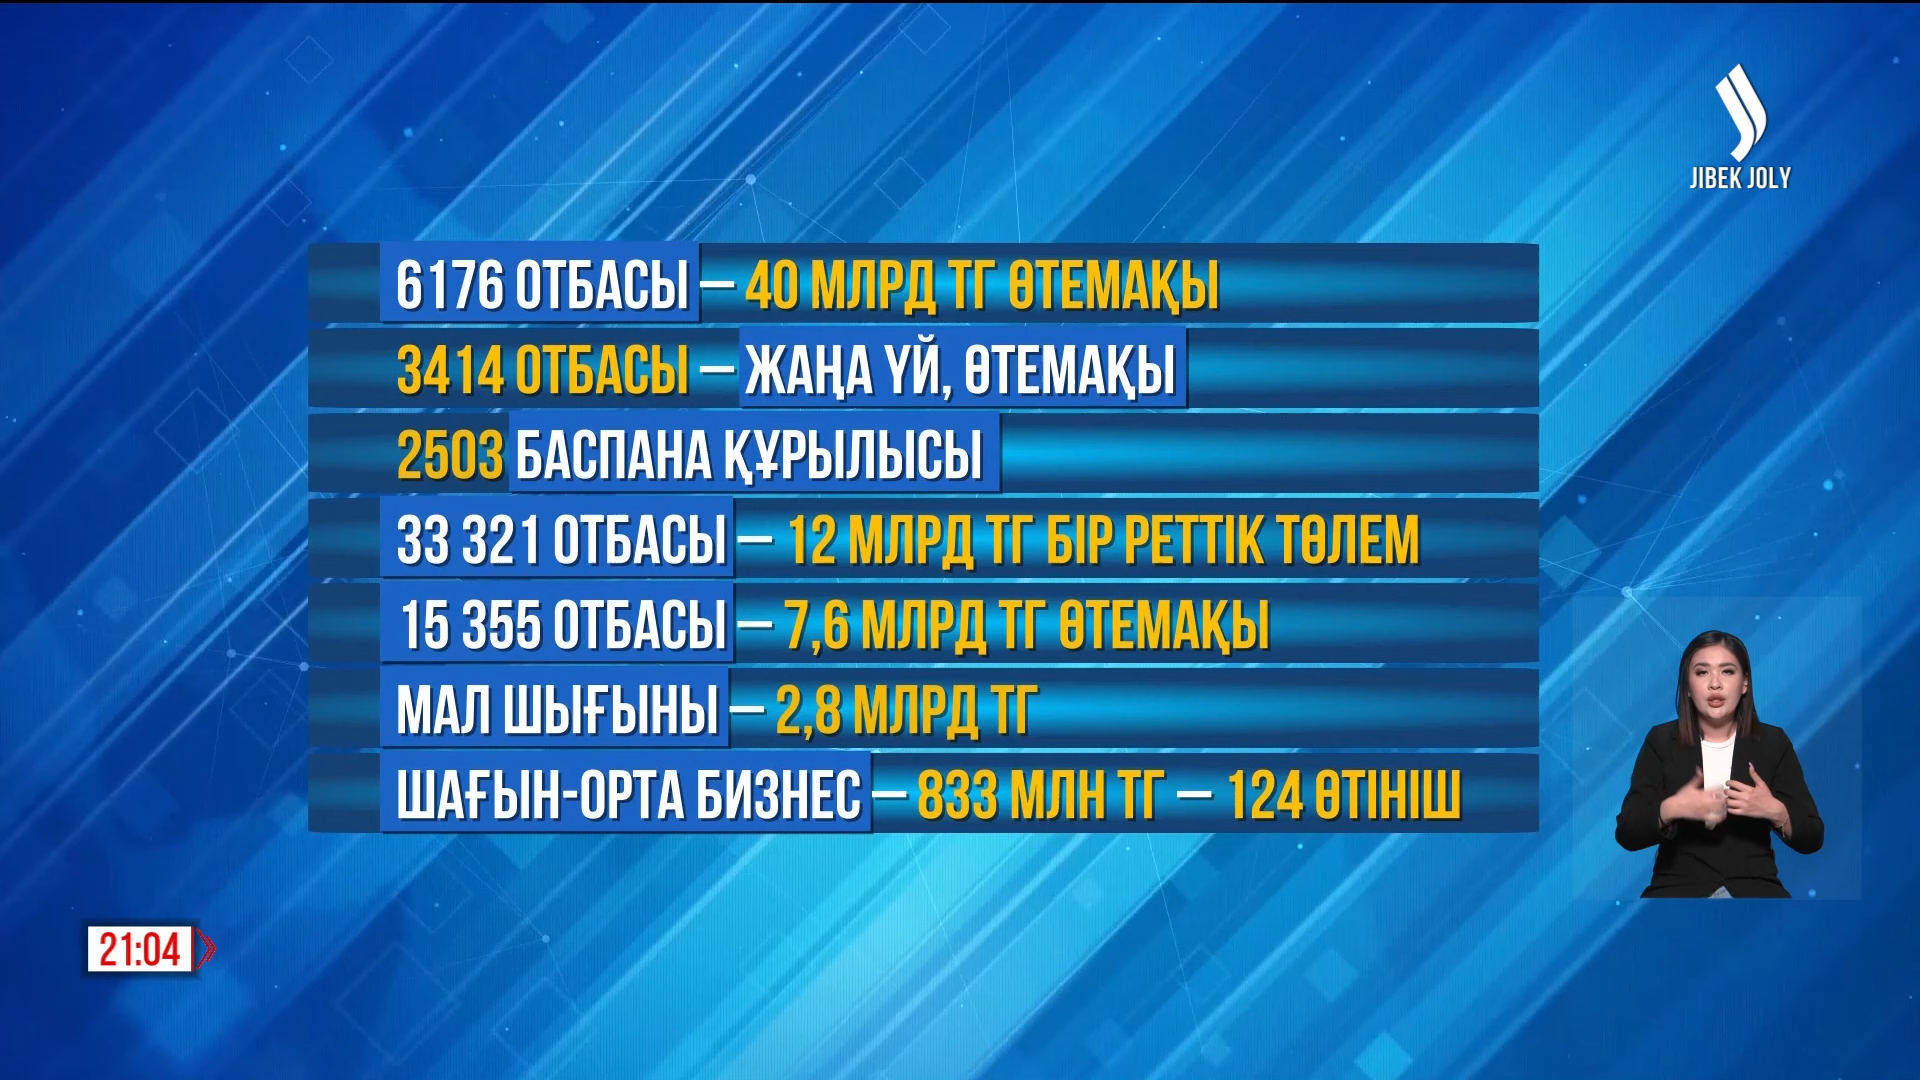 JIBEK JOLY
6176 ОТБАСЫ – 40 МЛРД ТГ ӨТЕМАҚЫ
3414 ОТБАСЫ – ЖАҢА ҮЙ, ӨТЕМАҚЫ
2503 БАСПАНА ҚҰРЫЛЫСЫ
33 321 ОТБАСЫ – 12 МЛРД ТГ БІР РЕТТІК ТӨЛЕМ
15 355 ОТБАСЫ – 7,6 МЛРД ТГ ӨТЕМАҚЫ
МАЛ ШЫҒЫНЫ – 2,8 МЛРД ТГ
ШАҒЫН-ОРТА БИЗНЕС – 833 МЛН ТГ – 124 ӨТІНІШ
21:04